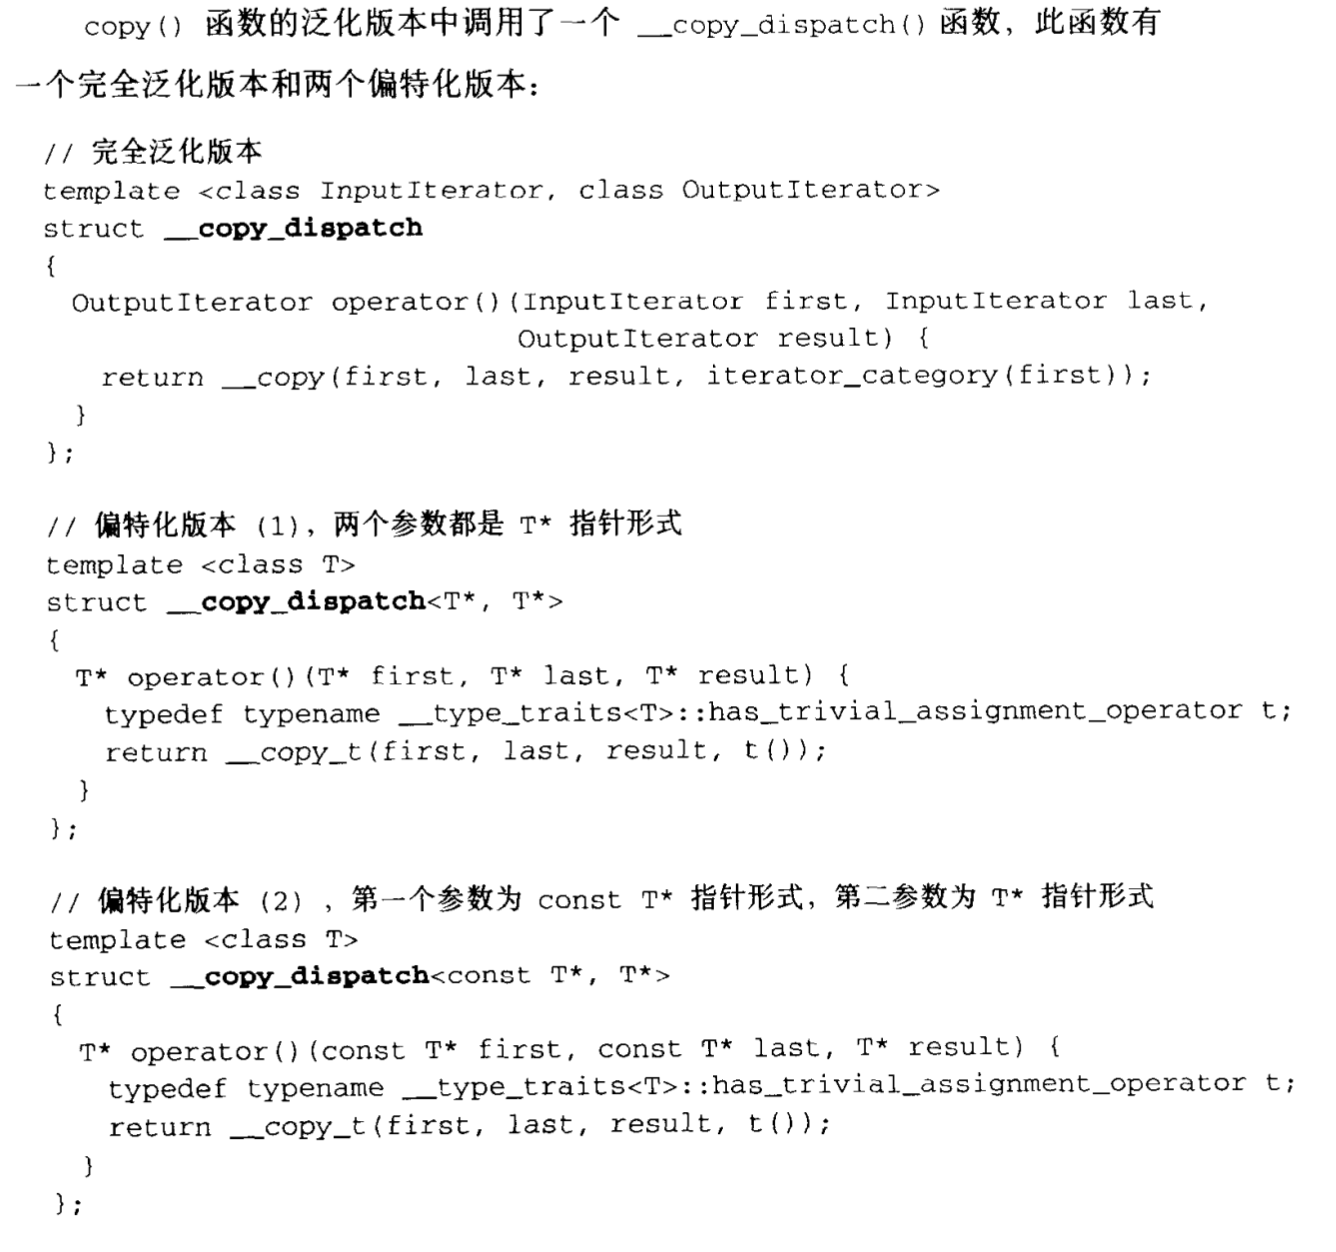 copy() 函数的泛化版本中调用了一个 __copy_dispatch() 函数，此函数有
一个完全泛化版本和两个偏特化版本：
// 完全泛化版本
template <class InputIterator, class OutputIterator>
struct __copy_dispatch
{
  OutputIterator operator()(InputIterator first, InputIterator last,
                            OutputIterator result) {
    return __copy(first, last, result, iterator_category(first));
  }
};
// 偏特化版本 (1)，两个参数都是 T* 指针形式
template <class T>
struct __copy_dispatch<T*, T*>
{
  T* operator()(T* first, T* last, T* result) {
    typedef typename __type_traits<T>::has_trivial_assignment_operator t;
    return __copy_t(first, last, result, t());
  }
};
// 偏特化版本 (2) ，第一个参数为 const T* 指针形式，第二参数为 T* 指针形式
template <class T>
struct __copy_dispatch<const T*, T*>
{
  T* operator()(const T* first, const T* last, T* result) {
    typedef typename __type_traits<T>::has_trivial_assignment_operator t;
    return __copy_t(first, last, result, t());
  }
};